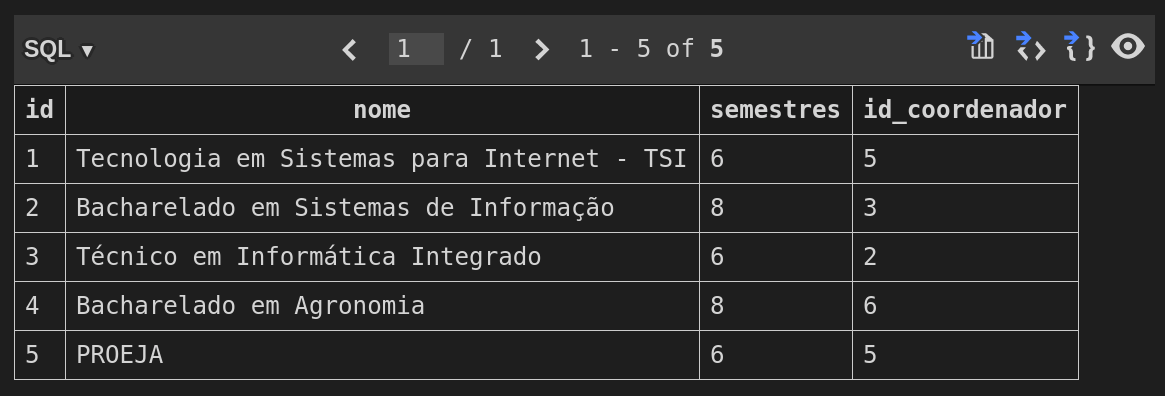 SQL ▼ 1 / 1 1 - 5 of 5
id nome semestres id_coordenador
1 Tecnologia em Sistemas para Internet - TSI 6 5
2 Bacharelado em Sistemas de Informação 8 3
3 Técnico em Informática Integrado 6 2
4 Bacharelado em Agronomia 8 6
5 PROEJA 6 5